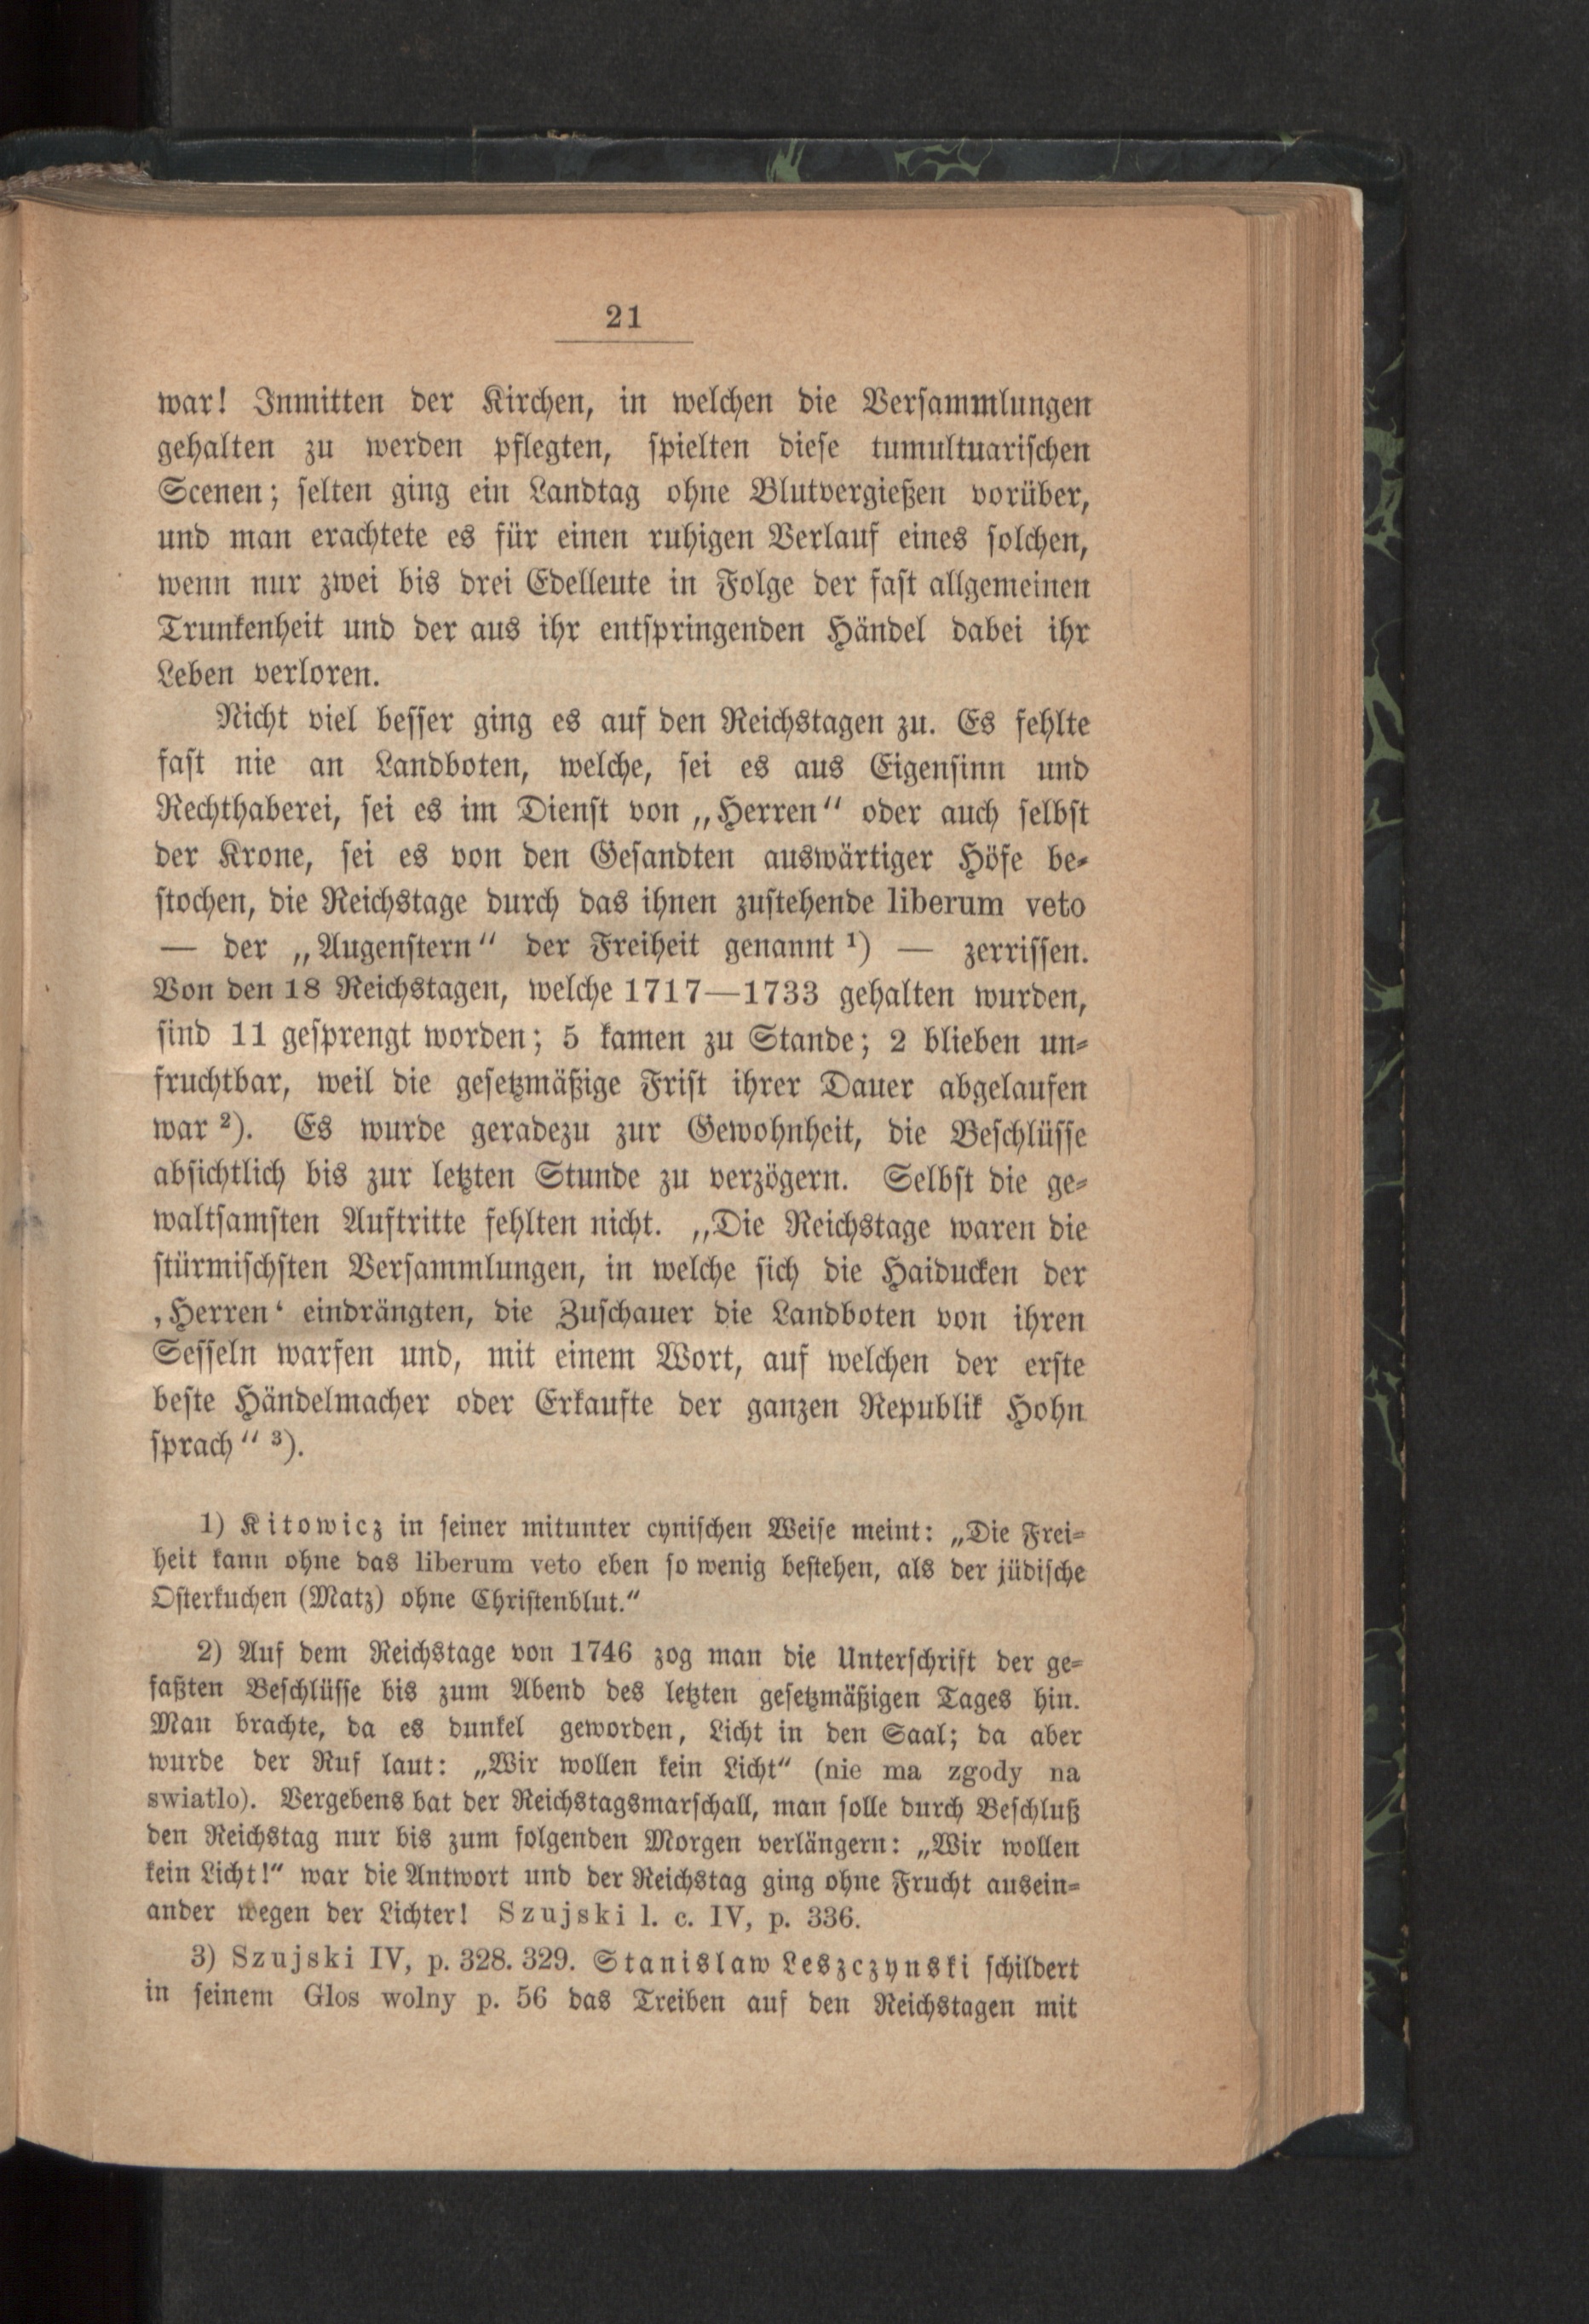 21
war! Inmitten der Kirchen, in welchen die Versammlungen
gehalten zu werden pflegten, spielten diese tumultuarischen
Scenen; selten ging ein Landtag ohne Blutvergießen vorüber,
und man erachtete es für einen ruhigen Verlauf eines solchen,
wenn nur zwei bis drei Edelleute in Folge der fast allgemeinen
Trunkenheit und der aus ihr entspringenden Händel dabei ihr
Leben verloren.
Nicht viel besser ging es auf den Reichstagen zu. Es fehlte
fast nie an Landboten, welche, sei es aus Eigensinn und
Rechthaberei, sei es im Dienst von „Herren“ oder auch selbst
der Krone, sei es von den Gesandten auswärtiger Höfe be-
stochen, die Reichstage durch das ihnen zustehende liberum veto
— der „Augenstern“ der Freiheit genannt ¹) — zerrissen.
Von den 18 Reichstagen, welche 1717—1733 gehalten wurden,
sind 11 gesprengt worden; 5 kamen zu Stande; 2 blieben un-
fruchtbar, weil die gesetzmäßige Frist ihrer Dauer abgelaufen
war ²). Es wurde geradezu zur Gewohnheit, die Beschlüsse
absichtlich bis zur letzten Stunde zu verzögern. Selbst die ge-
waltsamsten Auftritte fehlten nicht. „Die Reichstage waren die
stürmischsten Versammlungen, in welche sich die Haiducken der
‚Herren‘ eindrängten, die Zuschauer die Landboten von ihren
Sesseln warfen und, mit einem Wort, auf welchen der erste
beste Händelmacher oder Erkaufte der ganzen Republik Hohn
sprach“ ³).
1) Kitowicz in seiner mitunter cynischen Weise meint: „Die Frei-
heit kann ohne das liberum veto eben so wenig bestehen, als der jüdische
Osterkuchen (Matz) ohne Christenblut.“
2) Auf dem Reichstage von 1746 zog man die Unterschrift der ge-
faßten Beschlüsse bis zum Abend des letzten gesetzmäßigen Tages hin.
Man brachte, da es dunkel geworden, Licht in den Saal; da aber
wurde der Ruf laut: „Wir wollen kein Licht“ (nie ma zgody na
swiatlo). Vergebens bat der Reichstagsmarschall, man solle durch Beschluß
den Reichstag nur bis zum folgenden Morgen verlängern: „Wir wollen
kein Licht!“ war die Antwort und der Reichstag ging ohne Frucht ausein-
ander wegen der Lichter! Szujski l. c. IV, p. 336.
3) Szujski IV, p. 328. 329. Stanislaw Leszczynski schildert
in seinem Glos wolny p. 56 das Treiben auf den Reichstagen mit